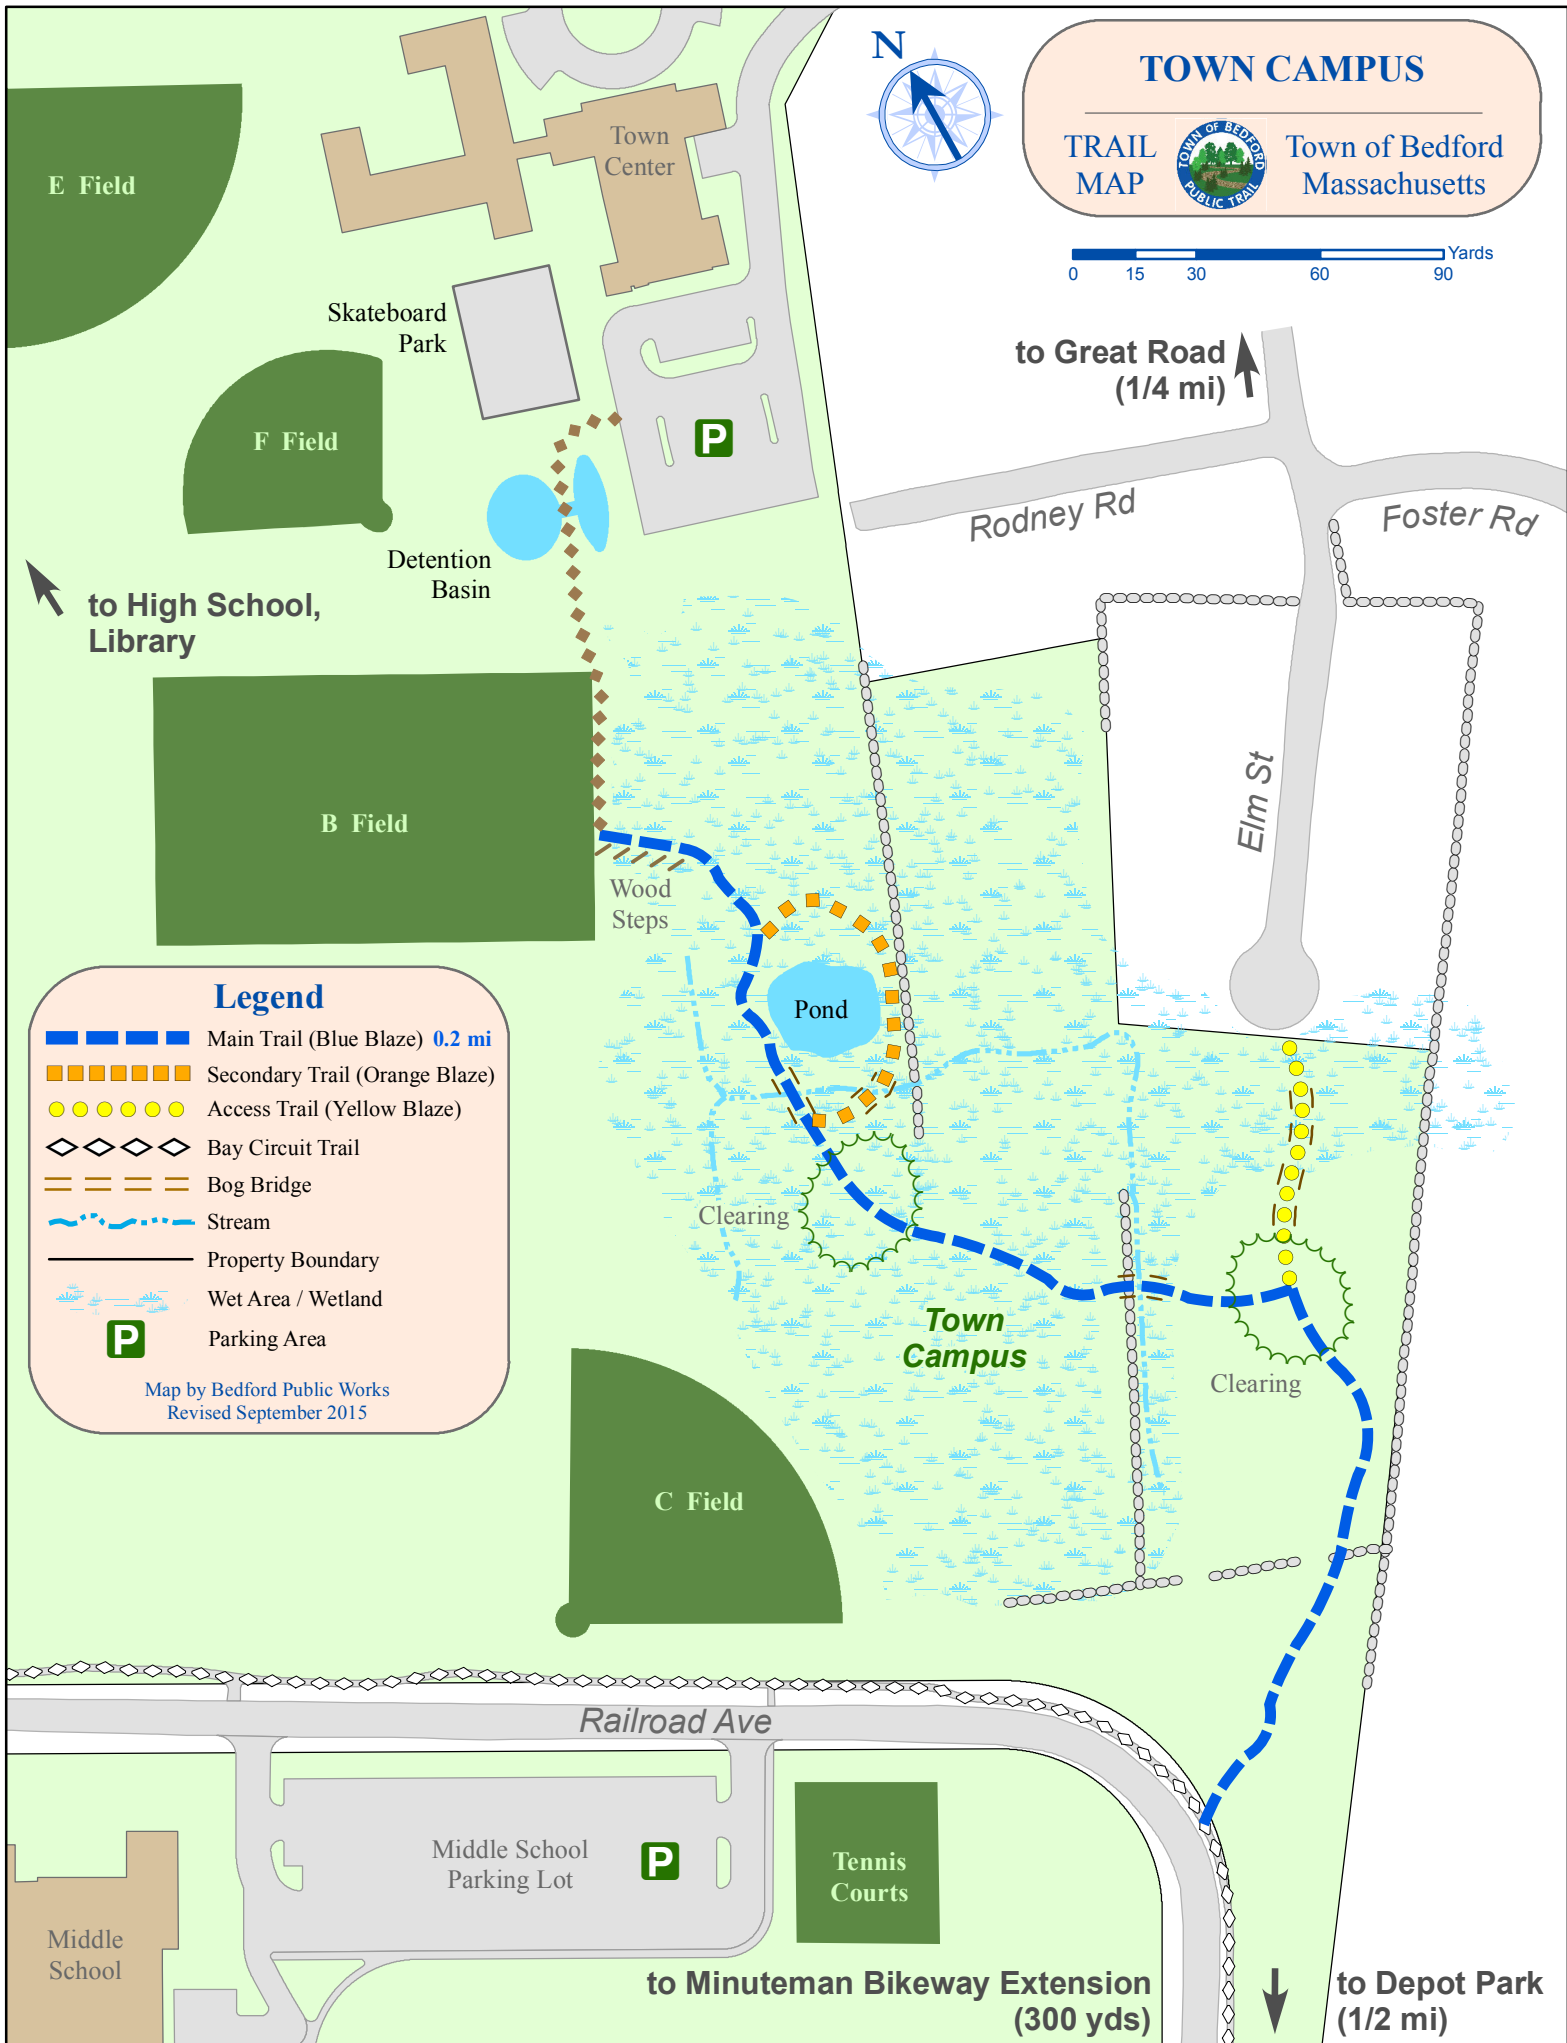 N
TOWN CAMPUS
TRAIL
MAP
TOWN OF BEDFORD
PUBLIC TRAIL
Town of Bedford
Massachusetts
Yards
0 15 30 60 90
Town
Center
E Field
Skateboard
Park
to Great Road
(1/4 mi)
P
F Field
Rodney Rd
Foster Rd
Detention
Basin
to High School,
Library
Elm St
B Field
Wood
Steps
Pond
Legend
Main Trail (Blue Blaze) 0.2 mi
Secondary Trail (Orange Blaze)
Access Trail (Yellow Blaze)
Bay Circuit Trail
Bog Bridge
Stream
Property Boundary
Wet Area / Wetland
P
Parking Area
Map by Bedford Public Works
Revised September 2015
Clearing
Town
Campus
Clearing
C Field
Railroad Ave
Middle School
Parking Lot
P
Tennis
Courts
Middle
School
to Minuteman Bikeway Extension
(300 yds)
to Depot Park
(1/2 mi)